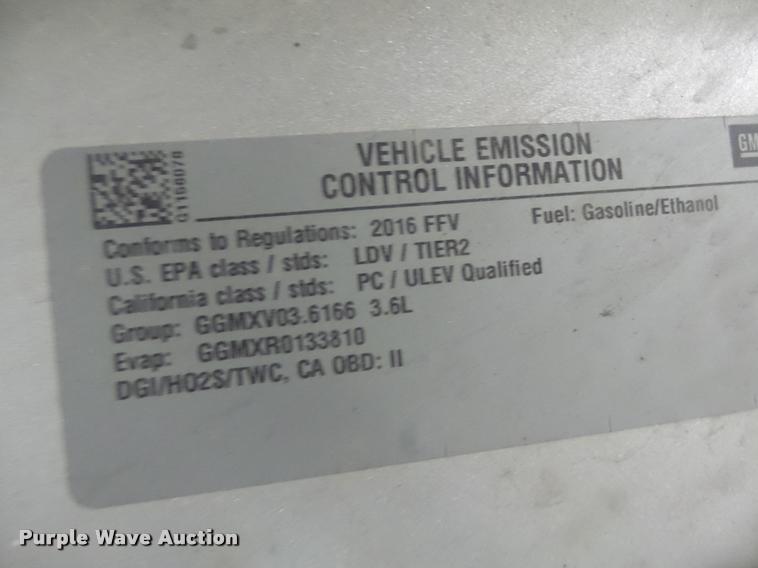 VEHICLE EMISSION
CONTROL INFORMATION
GM
Conforms to Regulations: 2016 FFV Fuel: Gasoline/Ethanol
U.S. EPA class / stds: LDV / TIER2
California class / stds: PC / ULEV Qualified
Group: GGMXV03.6166 3.6L
Evap: GGMXR0133810
DGI/HO2S/TWC, CA OBD: II
Purple Wave Auction